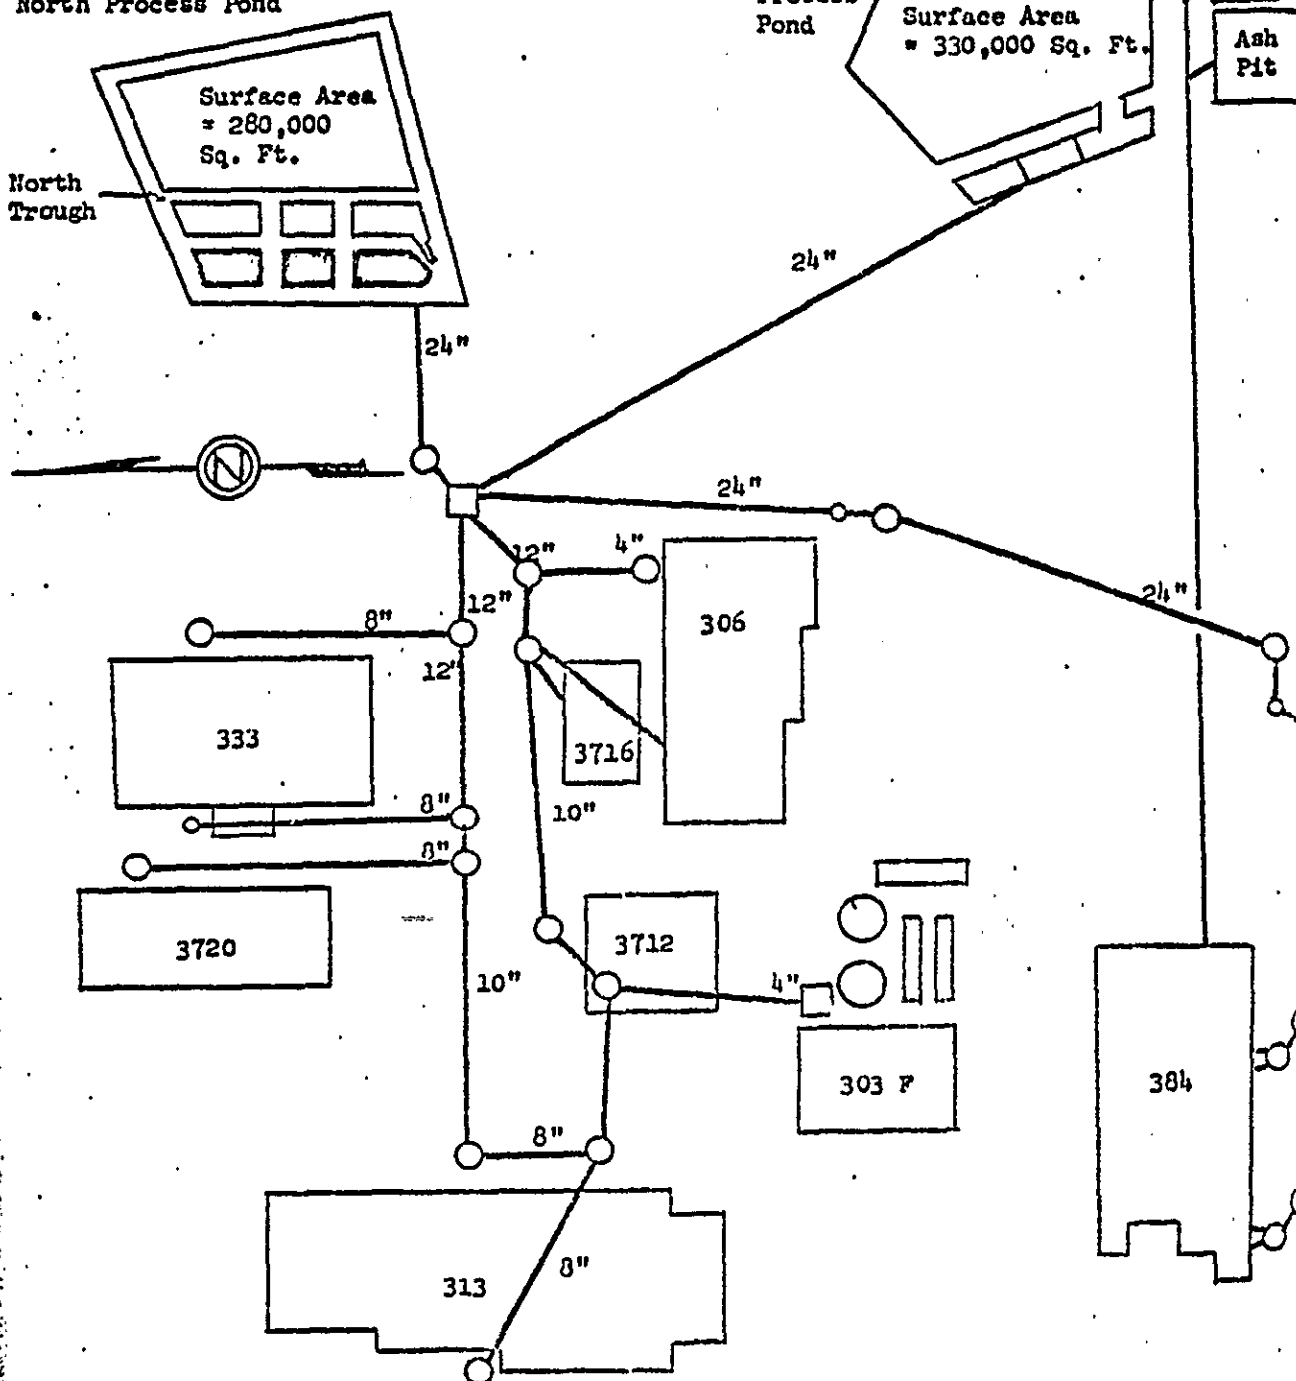 North Process Pond
Pond
Surface Area
= 330,000 Sq. Ft.
Ash
Pit
Surface Area
= 280,000
Sq. Ft.
North
Trough
24"
24"
N
24"
12"
4"
24"
12"
306
8"
12"
333
3716
8"
10"
8"
3720
3712
10"
4"
303 F
384
8"
8"
313